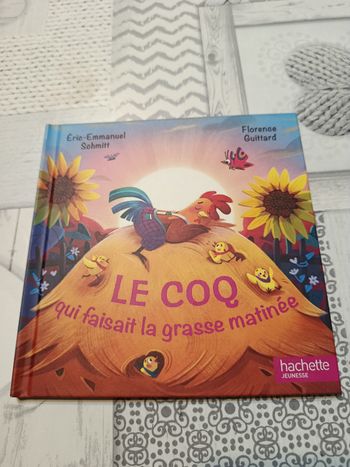 Éric-Emmanuel
Schmitt
Florence
Guittard
LE COQ
qui faisait la grasse matinée
hachette
JEUNESSE